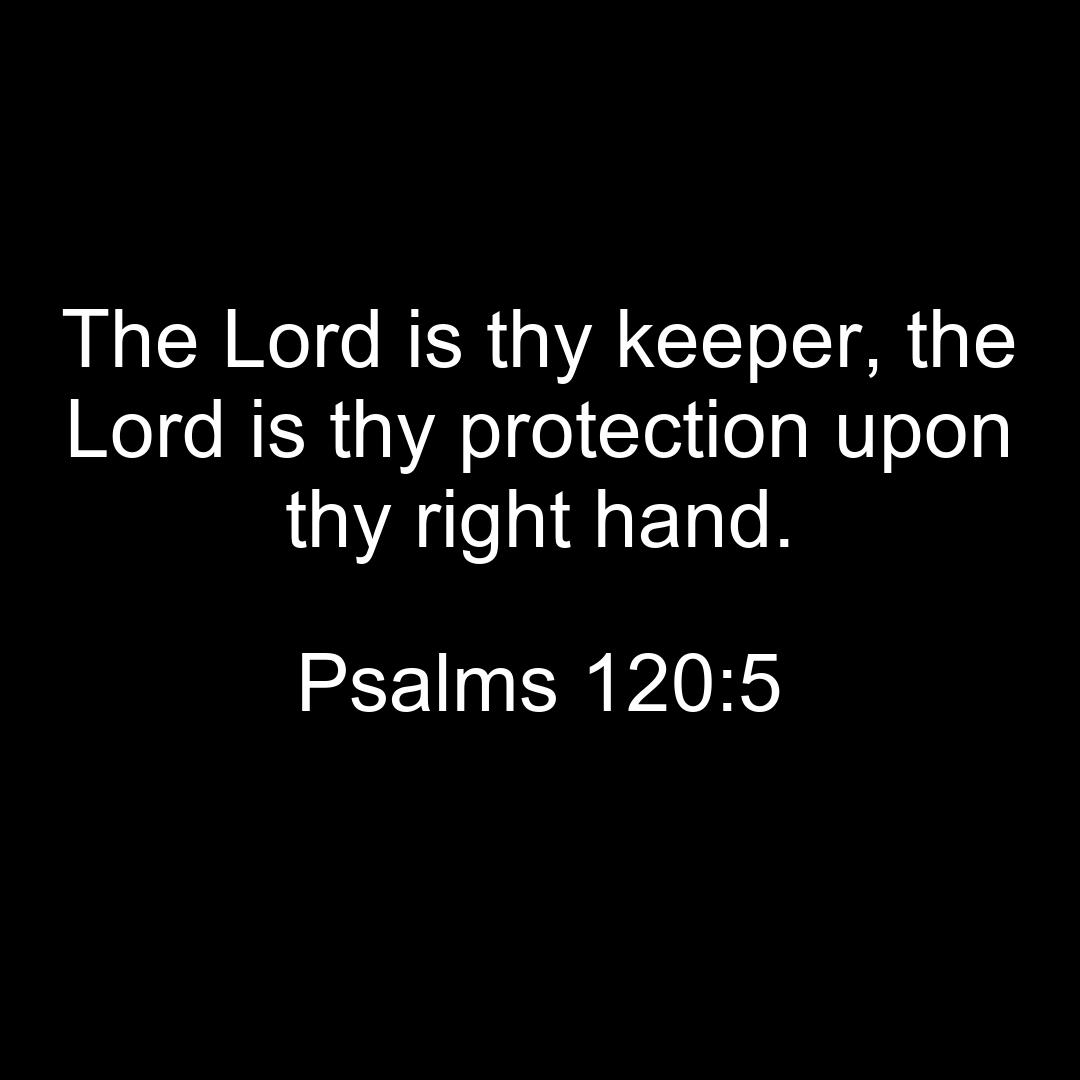 The Lord is thy keeper, the
Lord is thy protection upon
thy right hand.
Psalms 120:5